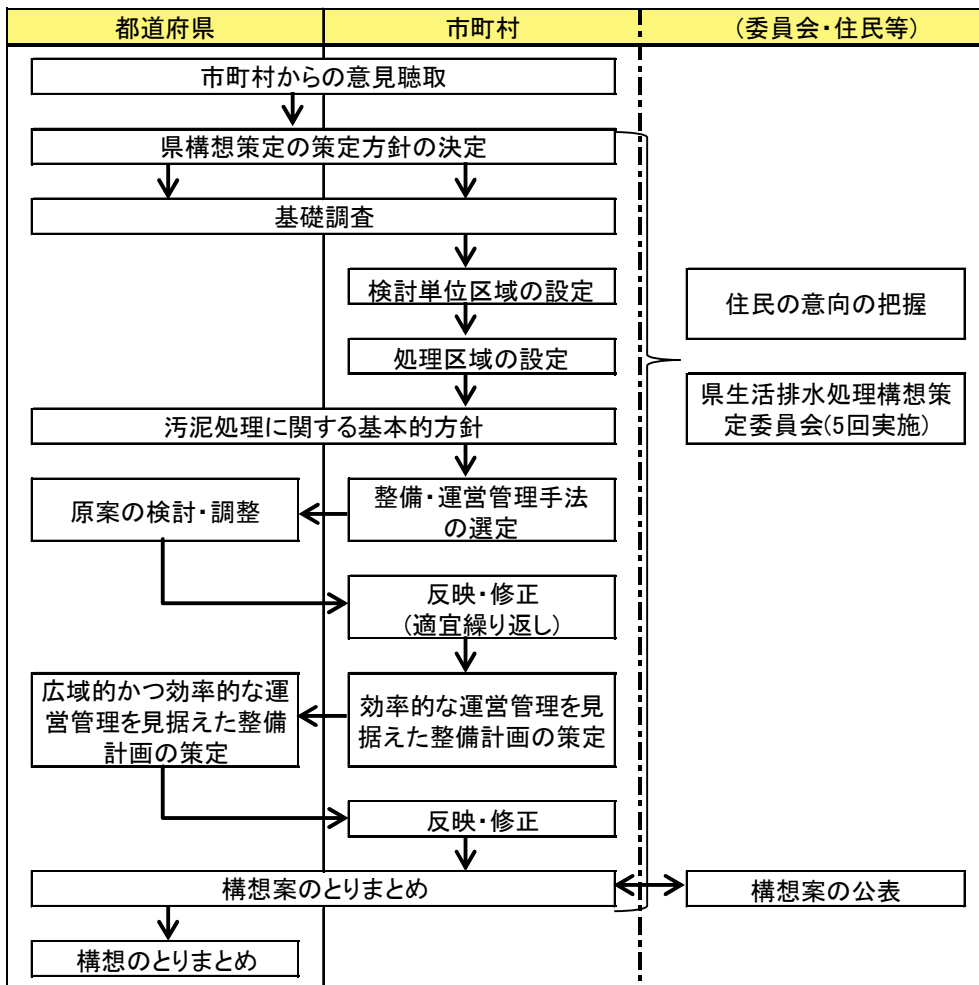 都道府県
市町村
(委員会・住民等)
市町村からの意見聴取
県構想策定の策定方針の決定
基礎調査
検討単位区域の設定
住民の意向の把握
処理区域の設定
県生活排水処理構想策
定委員会(5回実施)
汚泥処理に関する基本的方針
原案の検討・調整
整備・運営管理手法
の選定
反映・修正
(適宜繰り返し)
広域的かつ効率的な運
営管理を見据えた整備
計画の策定
効率的な運営管理を見
据えた整備計画の策定
反映・修正
構想案のとりまとめ
構想案の公表
構想のとりまとめ